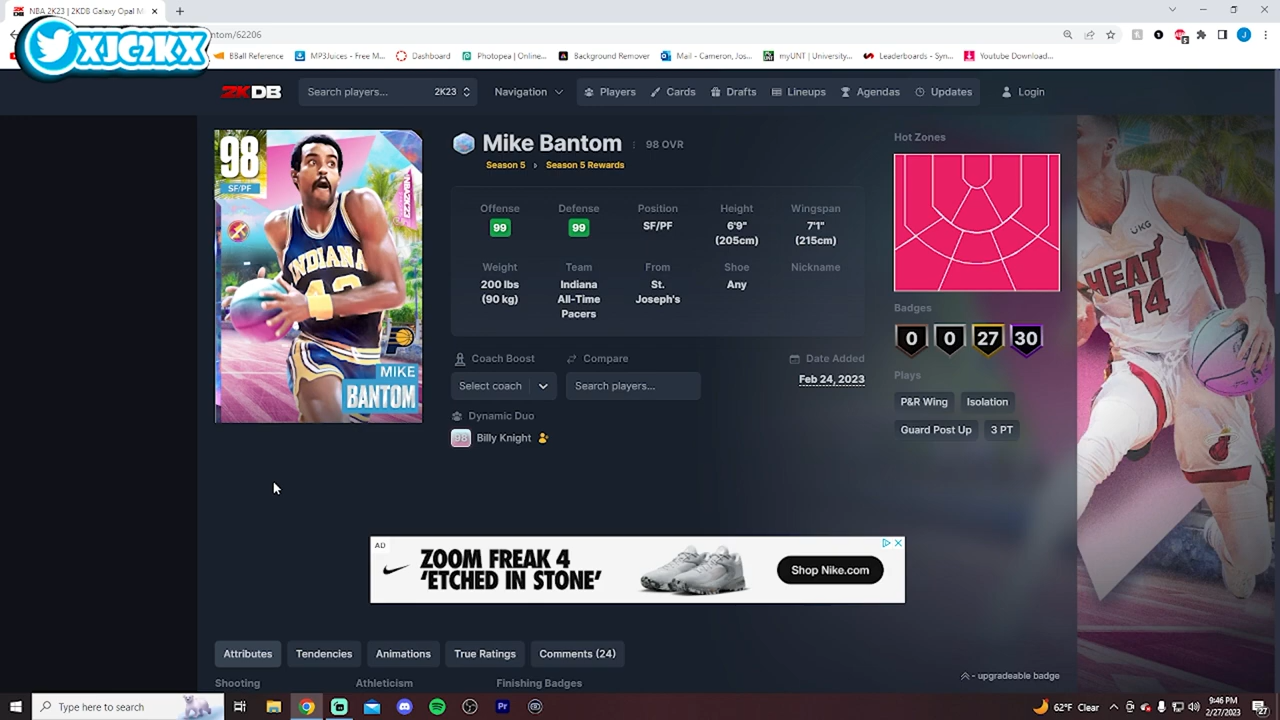 NBA 2K23 | 2KDB Galaxy Opal M
XJC2KX
ntom/62206
BBall Reference
MP3Juices - Free M...
Dashboard
Photopea | Online...
Background Remover
Mail - Cameron, Jos...
myUNT | University...
Leaderboards - Syn...
Youtube Download...
2KDB
Search players...
2K23
Navigation
Players
Cards
Drafts
Lineups
Agendas
Updates
Login
98
SF/PF
INDIANA
MIKE
BANTOM
Mike Bantom
98 OVR
Season 5 › Season 5 Rewards
Offense
99
Defense
99
Position
SF/PF
Height
6'9"
(205cm)
Wingspan
7'1"
(215cm)
Weight
200 lbs
(90 kg)
Team
Indiana
All-Time
Pacers
From
St.
Joseph's
Shoe
Any
Nickname
Coach Boost
Select coach
Compare
Search players...
Date Added
Feb 24, 2023
Dynamic Duo
98
Billy Knight
Hot Zones
Badges
0
0
27
30
Plays
P&R Wing
Isolation
Guard Post Up
3 PT
UKG
HEAT
14
AD
ZOOM FREAK 4
'ETCHED IN STONE'
Shop Nike.com
Attributes
Tendencies
Animations
True Ratings
Comments (24)
- upgradeable badge
Shooting
Athleticism
Finishing Badges
Type here to search
62°F Clear
9:46 PM
2/27/2023
27